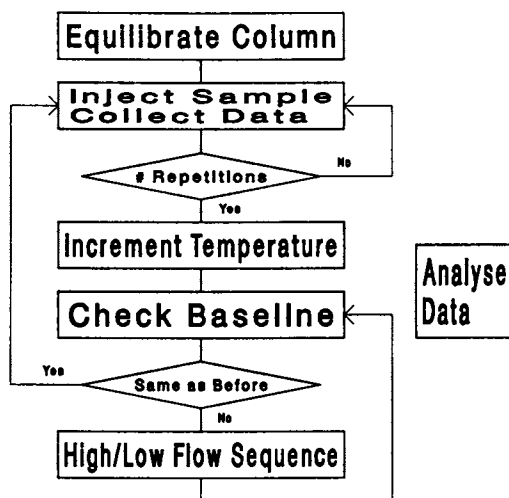 Equilibrate Column
Inject Sample
Collect Data
# Repetitions
No
Yes
Increment Temperature
Analyse
Data
Check Baseline
Yes
Same as Before
No
High/Low Flow Sequence